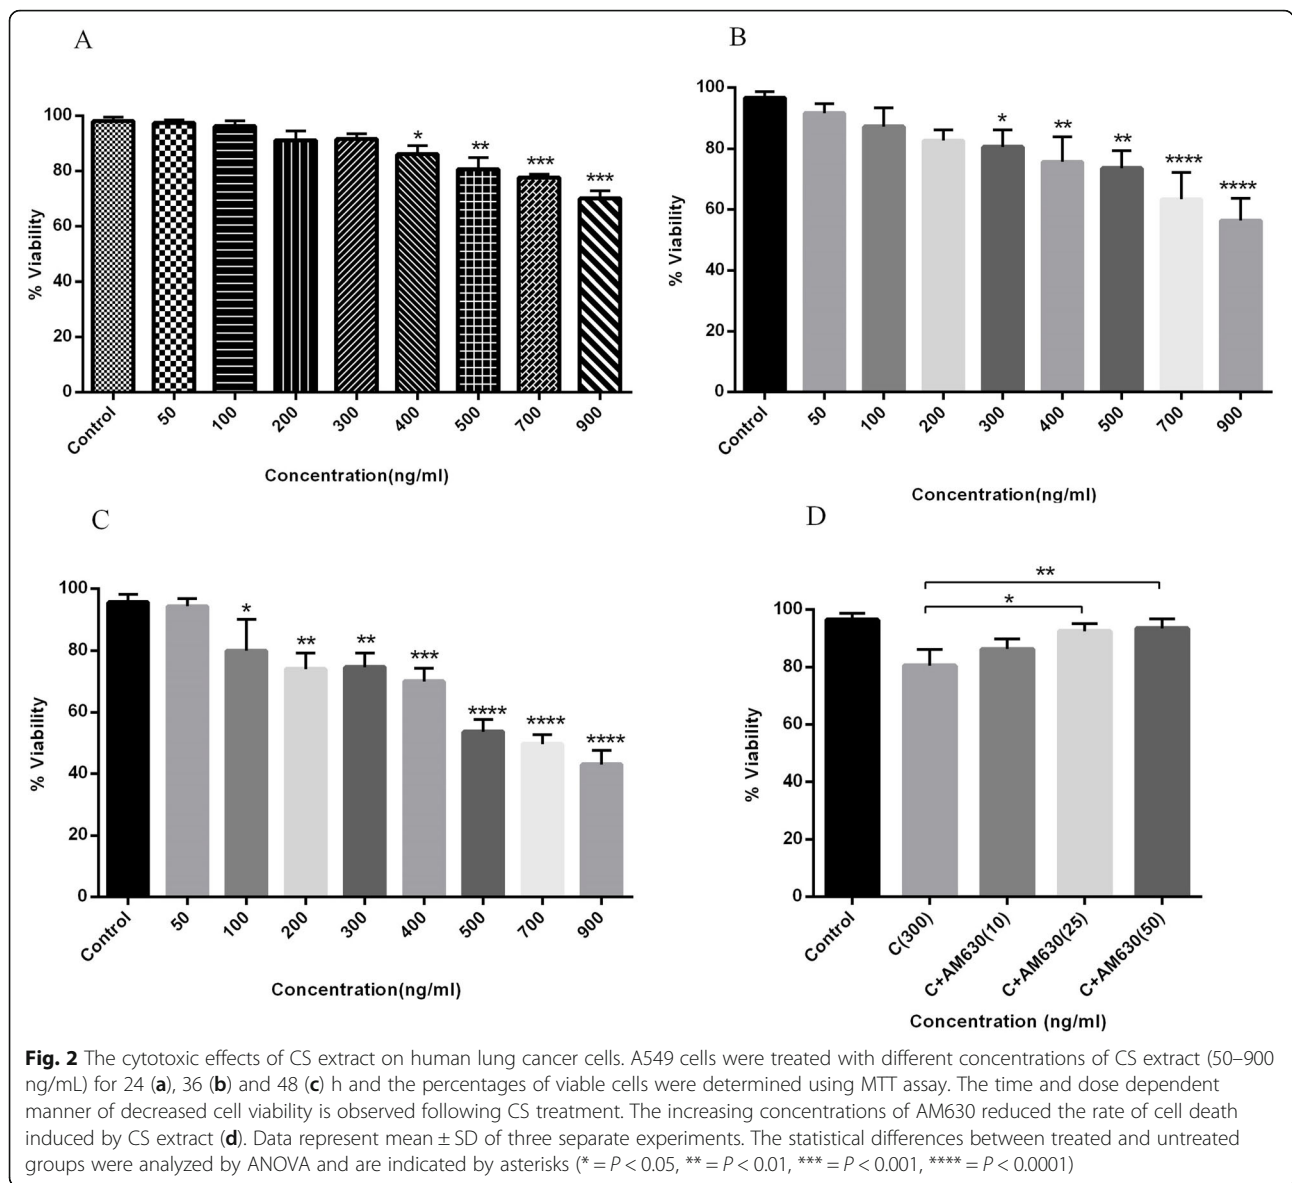 A
% Viability
100
80
60
40
20
0
*
**
***
***
Control
50
100
200
300
400
500
700
900
Concentration(ng/ml)
B
% Viability
100
80
60
40
20
0
*
**
**
****
****
Control
50
100
200
300
400
500
700
900
Concentration(ng/ml)
C
% Viability
100
80
60
40
20
0
*
**
**
***
****
****
****
Control
50
100
200
300
400
500
700
900
Concentration(ng/ml)
D
% Viability
100
80
60
40
20
0
**
*
Control
C(300)
C+AM630(10)
C+AM630(25)
C+AM630(50)
Concentration (ng/ml)
Fig. 2 The cytotoxic effects of CS extract on human lung cancer cells. A549 cells were treated with different concentrations of CS extract (50–900
ng/mL) for 24 (a), 36 (b) and 48 (c) h and the percentages of viable cells were determined using MTT assay. The time and dose dependent
manner of decreased cell viability is observed following CS treatment. The increasing concentrations of AM630 reduced the rate of cell death
induced by CS extract (d). Data represent mean ± SD of three separate experiments. The statistical differences between treated and untreated
groups were analyzed by ANOVA and are indicated by asterisks (* = P < 0.05, ** = P < 0.01, *** = P < 0.001, **** = P < 0.0001)